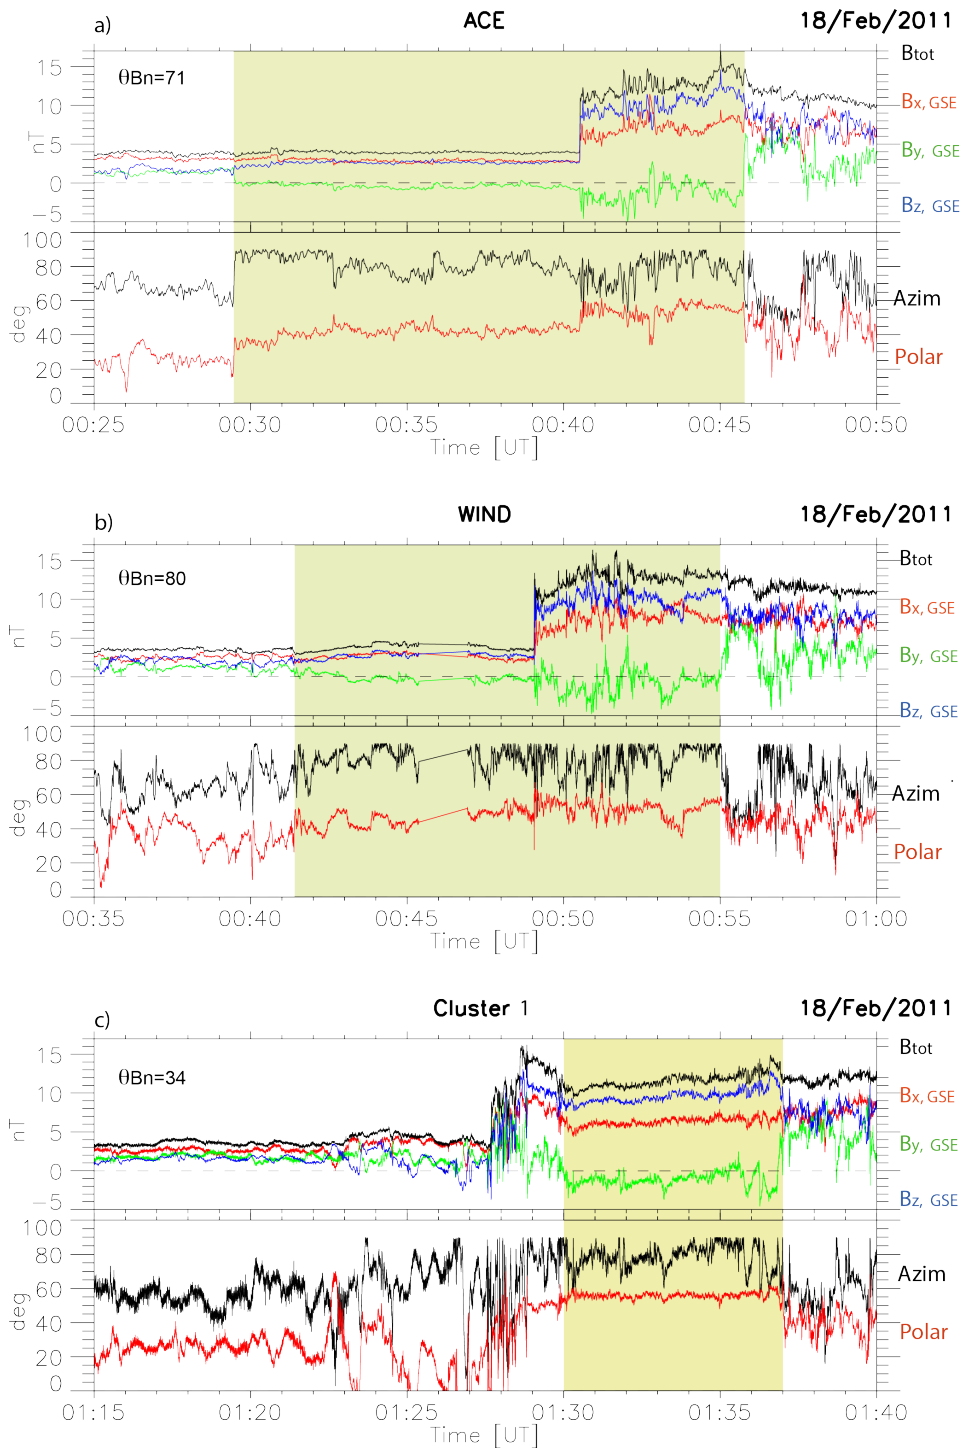 a) ACE 18/Feb/2011
Btot
15
θBn=71
Bx, GSE
10
nT
5
By, GSE
0
Bz, GSE
-5
100
80
Azim
60
deg
40
Polar
20
0
00:25 00:30 00:35 00:40 00:45 00:50
Time [UT]
b) WIND 18/Feb/2011
Btot
15
θBn=80
Bx, GSE
10
nT
5
By, GSE
0
Bz, GSE
-5
100
80
Azim
60
deg
40
Polar
20
0
00:35 00:40 00:45 00:50 00:55 01:00
Time [UT]
c) Cluster 1 18/Feb/2011
Btot
15
θBn=34
Bx, GSE
10
nT
5
By, GSE
0
Bz, GSE
-5
100
80
Azim
60
deg
40
Polar
20
0
01:15 01:20 01:25 01:30 01:35 01:40
Time [UT]